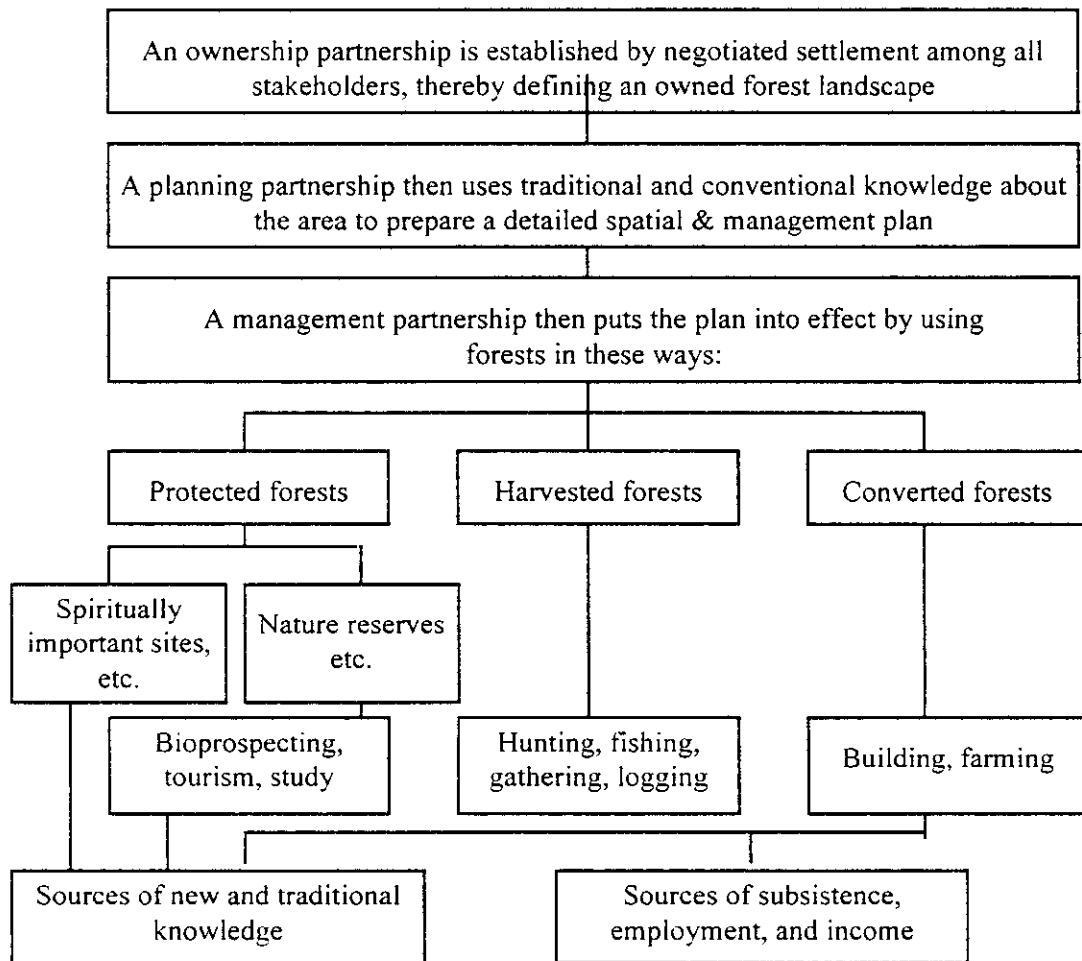 An ownership partnership is established by negotiated settlement among all
stakeholders, thereby defining an owned forest landscape
A planning partnership then uses traditional and conventional knowledge about
the area to prepare a detailed spatial & management plan
A management partnership then puts the plan into effect by using
forests in these ways:
Protected forests
Harvested forests
Converted forests
Spiritually
important sites,
etc.
Nature reserves
etc.
Bioprospecting,
tourism, study
Hunting, fishing,
gathering, logging
Building, farming
Sources of new and traditional
knowledge
Sources of subsistence,
employment, and income